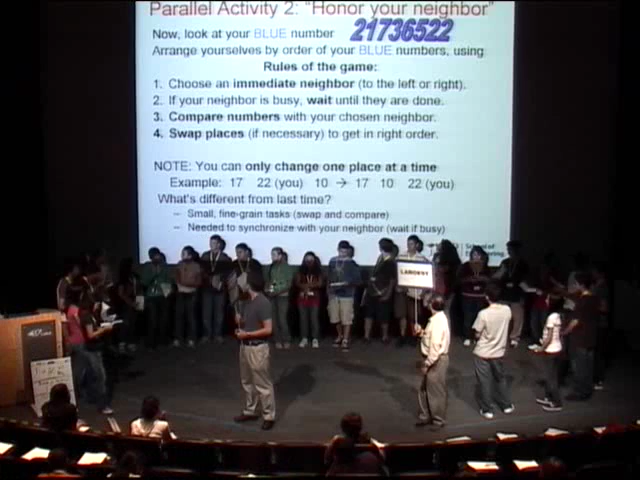 Parallel Activity 2: "Honor your neighbor"
Now, look at your BLUE number 21736522
Arrange yourselves by order of your BLUE numbers, using:
Rules of the game:
1. Choose an immediate neighbor (to the left or right).
2. If your neighbor is busy, wait until they are done.
3. Compare numbers with your chosen neighbor.
4. Swap places (if necessary) to get in right order.
NOTE: You can only change one place at a time
Example: 17 22 (you) 10 → 17 10 22 (you)
What's different from last time?
– Small, fine-grain tasks (swap and compare)
– Needed to synchronize with your neighbor (wait if busy)
School of